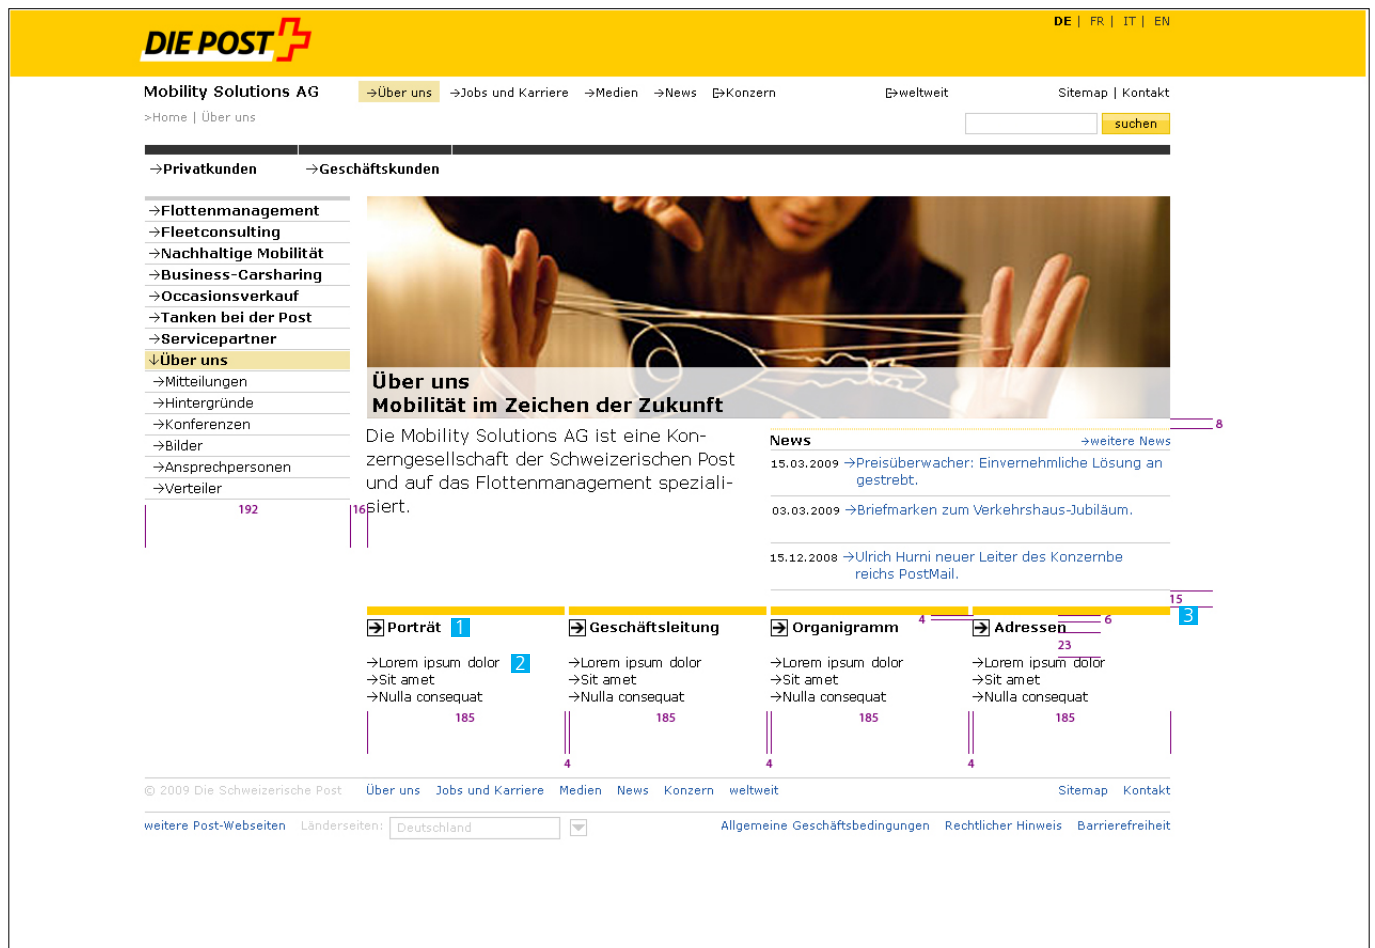 DE | FR | IT | EN
DIE POST
Mobility Solutions AG
→Über uns →Jobs und Karriere →Medien →News Konzern weltweit Sitemap | Kontakt
>Home | Über uns
suchen
→Privatkunden →Geschäftskunden
→Flottenmanagement
→Fleetconsulting
→Nachhaltige Mobilität
→Business-Carsharing
→Occasionsverkauf
→Tanken bei der Post
→Servicepartner
↓Über uns
→Mitteilungen
→Hintergründe
→Konferenzen
→Bilder
→Ansprechpersonen
→Verteiler
192
16
Über uns
Mobilität im Zeichen der Zukunft
Die Mobility Solutions AG ist eine Kon-
zerngesellschaft der Schweizerischen Post
und auf das Flottenmanagement speziali-
siert.
8
News →weitere News
15.03.2009 →Preisüberwacher: Einvernehmliche Lösung an
gestrebt.
03.03.2009 →Briefmarken zum Verkehrshaus-Jubiläum.
15.12.2008 →Ulrich Hurni neuer Leiter des Konzernbe
reichs PostMail.
15
3
4
6
23
Porträt 1
→Lorem ipsum dolor 2
→Sit amet
→Nulla consequat
185
4
Geschäftsleitung
→Lorem ipsum dolor
→Sit amet
→Nulla consequat
185
4
Organigramm
→Lorem ipsum dolor
→Sit amet
→Nulla consequat
185
4
Adressen
→Lorem ipsum dolor
→Sit amet
→Nulla consequat
185
© 2009 Die Schweizerische Post Über uns Jobs und Karriere Medien News Konzern weltweit Sitemap Kontakt
weitere Post-Webseiten Länderseiten: Deutschland Allgemeine Geschäftsbedingungen Rechtlicher Hinweis Barrierefreiheit